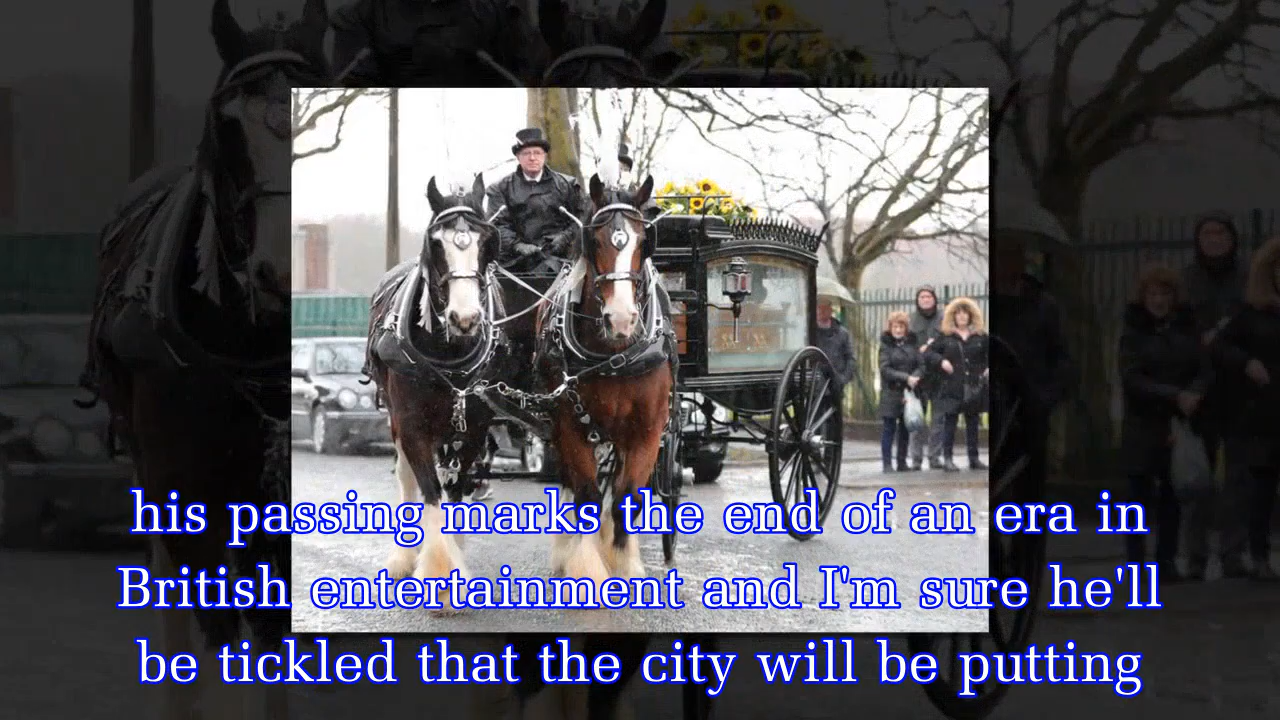 his passing marks the end of an era in
British entertainment and I'm sure he'll
be tickled that the city will be putting